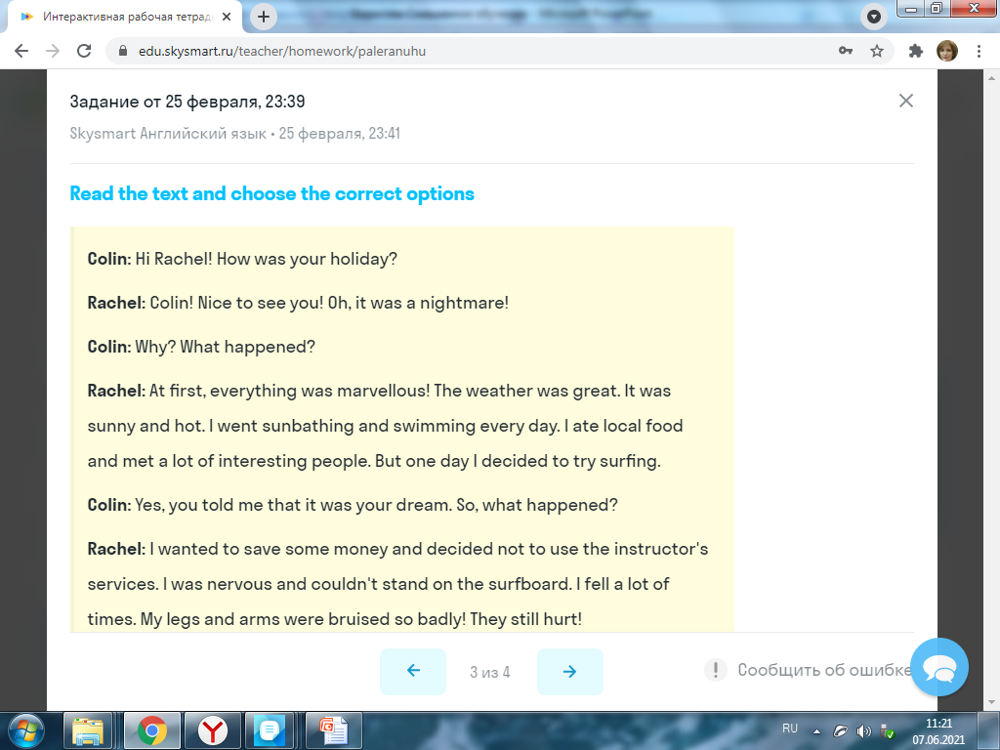 Интерактивная рабочая тетрад
Microsoft PowerPoint
edu.skysmart.ru/teacher/homework/paleranuhu
Задание от 25 февраля, 23:39
Skysmart Английский язык • 25 февраля, 23:41
Read the text and choose the correct options
Colin: Hi Rachel! How was your holiday?
Rachel: Colin! Nice to see you! Oh, it was a nightmare!
Colin: Why? What happened?
Rachel: At first, everything was marvellous! The weather was great. It was
sunny and hot. I went sunbathing and swimming every day. I ate local food
and met a lot of interesting people. But one day I decided to try surfing.
Colin: Yes, you told me that it was your dream. So, what happened?
Rachel: I wanted to save some money and decided not to use the instructor's
services. I was nervous and couldn't stand on the surfboard. I fell a lot of
times. My legs and arms were bruised so badly! They still hurt!
3 из 4
Сообщить об ошибке
RU
11:21
07.06.2021